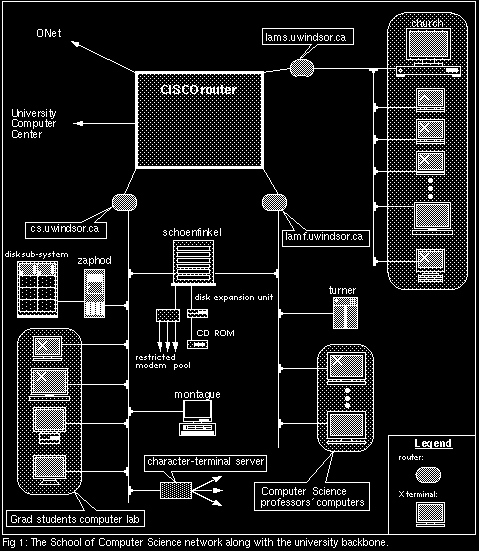 ONet
lams.uwindsor.ca
church
CISCO router
University
Computer
Center
cs.uwindsor.ca
schoenfinkel
lamf.uwindsor.ca
disk sub-system
zaphod
disk expansion unit
turner
CD ROM
restricted
modem pool
montague
character-terminal server
Legend
router:
Computer Science
professors' computers
X terminal:
Grad students computer lab
Fig 1: The School of Computer Science network along with the university backbone.